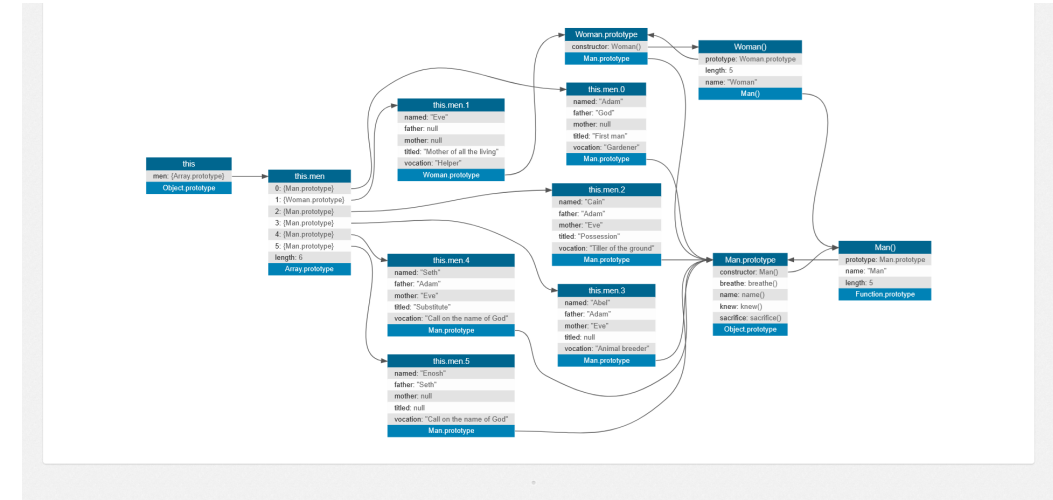 this
men: {Array.prototype}
Object.prototype
this.men
0: {Man.prototype}
1: {Woman.prototype}
2: {Man.prototype}
3: {Man.prototype}
4: {Man.prototype}
5: {Man.prototype}
length: 6
Array.prototype
this.men.1
named: "Eve"
father: null
mother: null
titled: "Mother of all the living"
vocation: "Helper"
Woman.prototype
this.men.4
named: "Seth"
father: "Adam"
mother: "Eve"
titled: "Substitute"
vocation: "Call on the name of God"
Man.prototype
this.men.5
named: "Enosh"
father: "Seth"
mother: null
titled: null
vocation: "Call on the name of God"
Man.prototype
Woman.prototype
constructor: Woman()
Man.prototype
this.men.0
named: "Adam"
father: "God"
mother: null
titled: "First man"
vocation: "Gardener"
Man.prototype
this.men.2
named: "Cain"
father: "Adam"
mother: "Eve"
titled: "Possession"
vocation: "Tiller of the ground"
Man.prototype
this.men.3
named: "Abel"
father: "Adam"
mother: "Eve"
titled: null
vocation: "Animal breeder"
Man.prototype
Woman()
prototype: Woman.prototype
length: 5
name: "Woman"
Man()
Man.prototype
constructor: Man()
breathe: breathe()
name: name()
knew: knew()
sacrifice: sacrifice()
Object.prototype
Man()
prototype: Man.prototype
name: "Man"
length: 5
Function.prototype